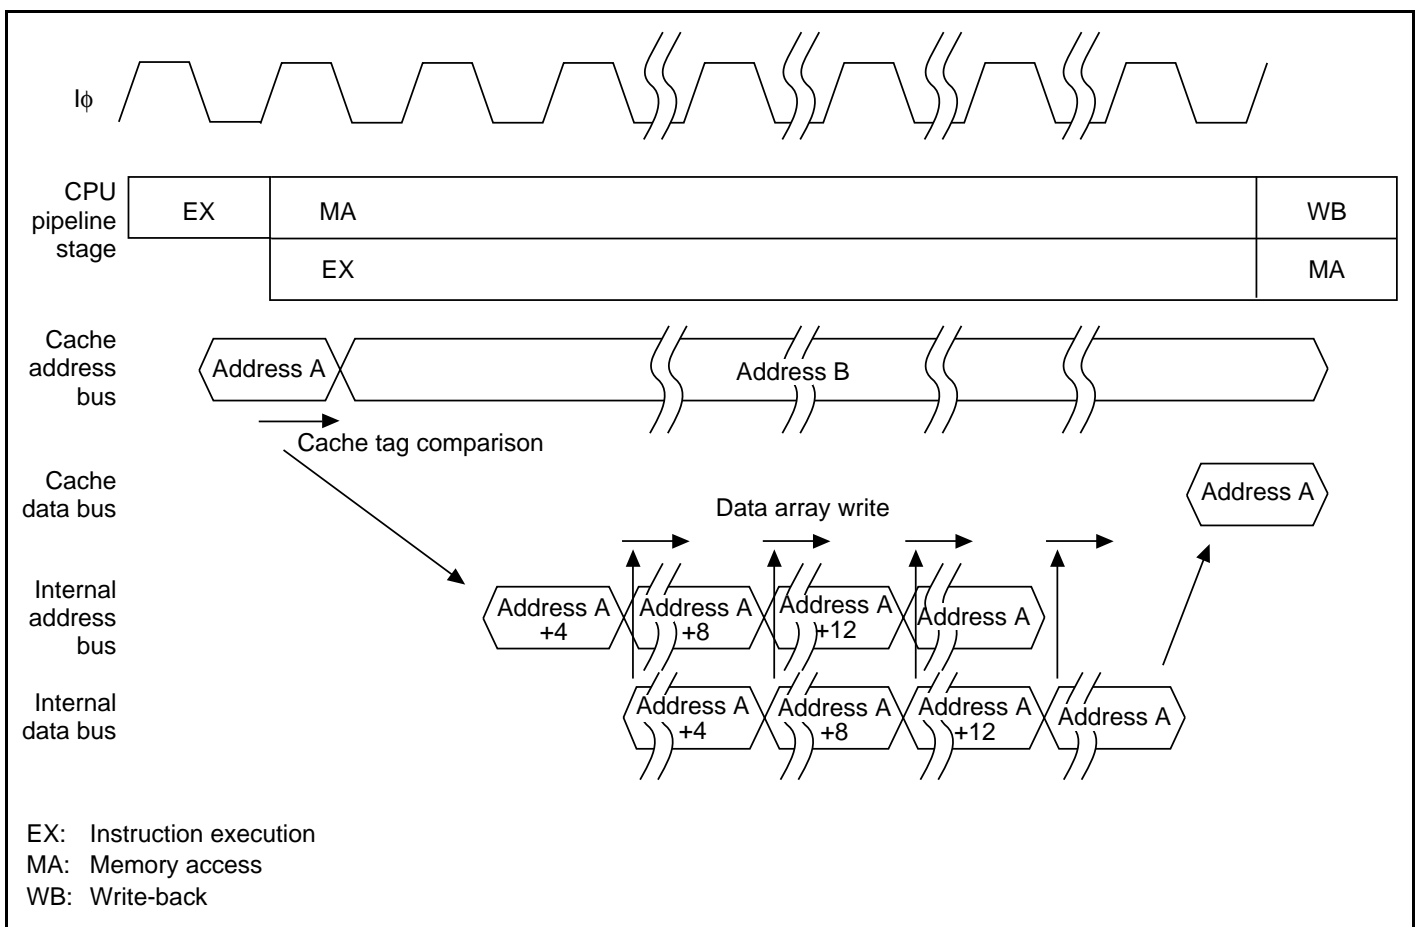 Iϕ
CPU
pipeline
stage
EX
MA
WB
EX
MA
Cache
address
bus
Address A
Address B
Cache tag comparison
Cache
data bus
Address A
Data array write
Internal
address
bus
Address A
+4
Address A
+8
Address A
+12
Address A
Internal
data bus
Address A
+4
Address A
+8
Address A
+12
Address A
EX: Instruction execution
MA: Memory access
WB: Write-back